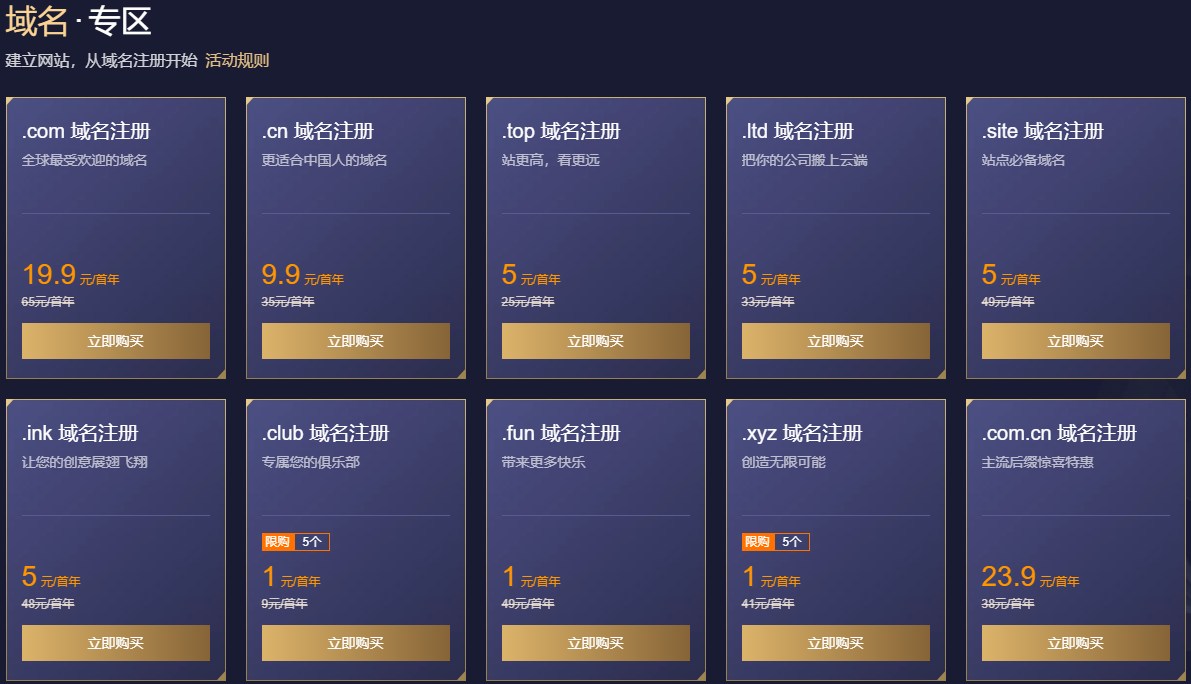 域名·专区
建立网站，从域名注册开始 活动规则
.com 域名注册
全球最受欢迎的域名
19.9 元/首年
65元/首年
立即购买
.cn 域名注册
更适合中国人的域名
9.9 元/首年
35元/首年
立即购买
.top 域名注册
站更高，看更远
5 元/首年
25元/首年
立即购买
.ltd 域名注册
把你的公司搬上云端
5 元/首年
33元/首年
立即购买
.site 域名注册
站点必备域名
5 元/首年
49元/首年
立即购买
.ink 域名注册
让您的创意展翅飞翔
5 元/首年
48元/首年
立即购买
.club 域名注册
专属您的俱乐部
限购 5个
1 元/首年
9元/首年
立即购买
.fun 域名注册
带来更多快乐
1 元/首年
49元/首年
立即购买
.xyz 域名注册
创造无限可能
限购 5个
1 元/首年
41元/首年
立即购买
.com.cn 域名注册
主流后缀惊喜特惠
23.9 元/首年
38元/首年
立即购买